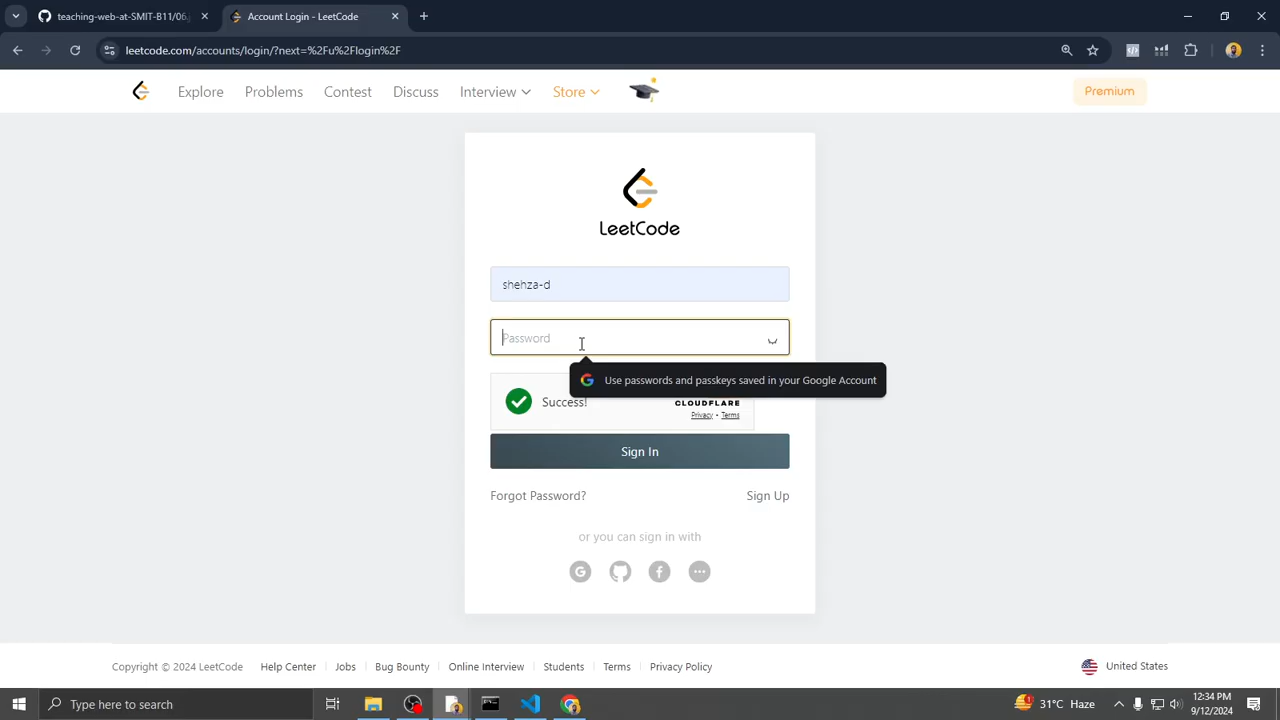 teaching-web-at-SMIT-B11/06.j
Account Login - LeetCode
leetcode.com/accounts/login/?next=%2Fu%2Flogin%2F
Explore
Problems
Contest
Discuss
Interview
Store
Premium
LeetCode
shehza-d
Password
Use passwords and passkeys saved in your Google Account
Success!
CLOUDFLARE
Privacy • Terms
Sign In
Forgot Password?
Sign Up
or you can sign in with
Copyright © 2024 LeetCode
Help Center
Jobs
Bug Bounty
Online Interview
Students
Terms
Privacy Policy
United States
Type here to search
31°C Haze
12:34 PM
9/12/2024